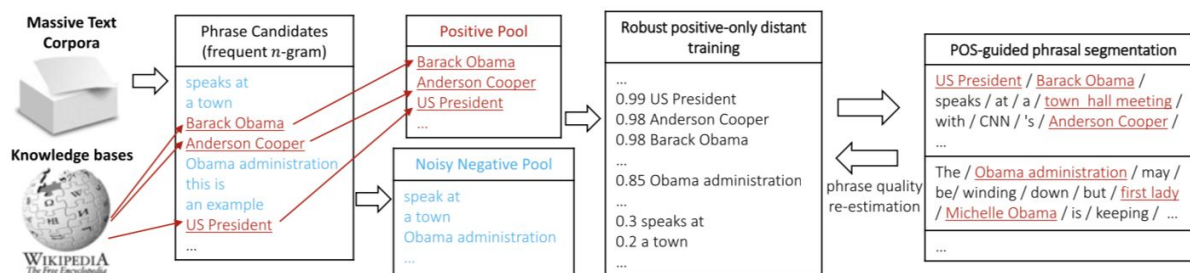 Massive Text
Corpora
Knowledge bases
WIKIPEDIA
The Free Encyclopedia
Phrase Candidates
(frequent n-gram)
speaks at
a town
Barack Obama
Anderson Cooper
Obama administration
this is
an example
US President
...
Positive Pool
Barack Obama
Anderson Cooper
US President
...
Noisy Negative Pool
speak at
a town
Obama administration
...
Robust positive-only distant
training
...
0.99 US President
0.98 Anderson Cooper
0.98 Barack Obama
...
0.85 Obama administration
...
0.3 speaks at
0.2 a town
...
phrase quality
re-estimation
POS-guided phrasal segmentation
US President / Barack Obama /
speaks / at / a / town hall meeting /
with / CNN / 's / Anderson Cooper /
...
The / Obama administration / may /
be/ winding / down / but / first lady
/ Michelle Obama / is / keeping / ...
...